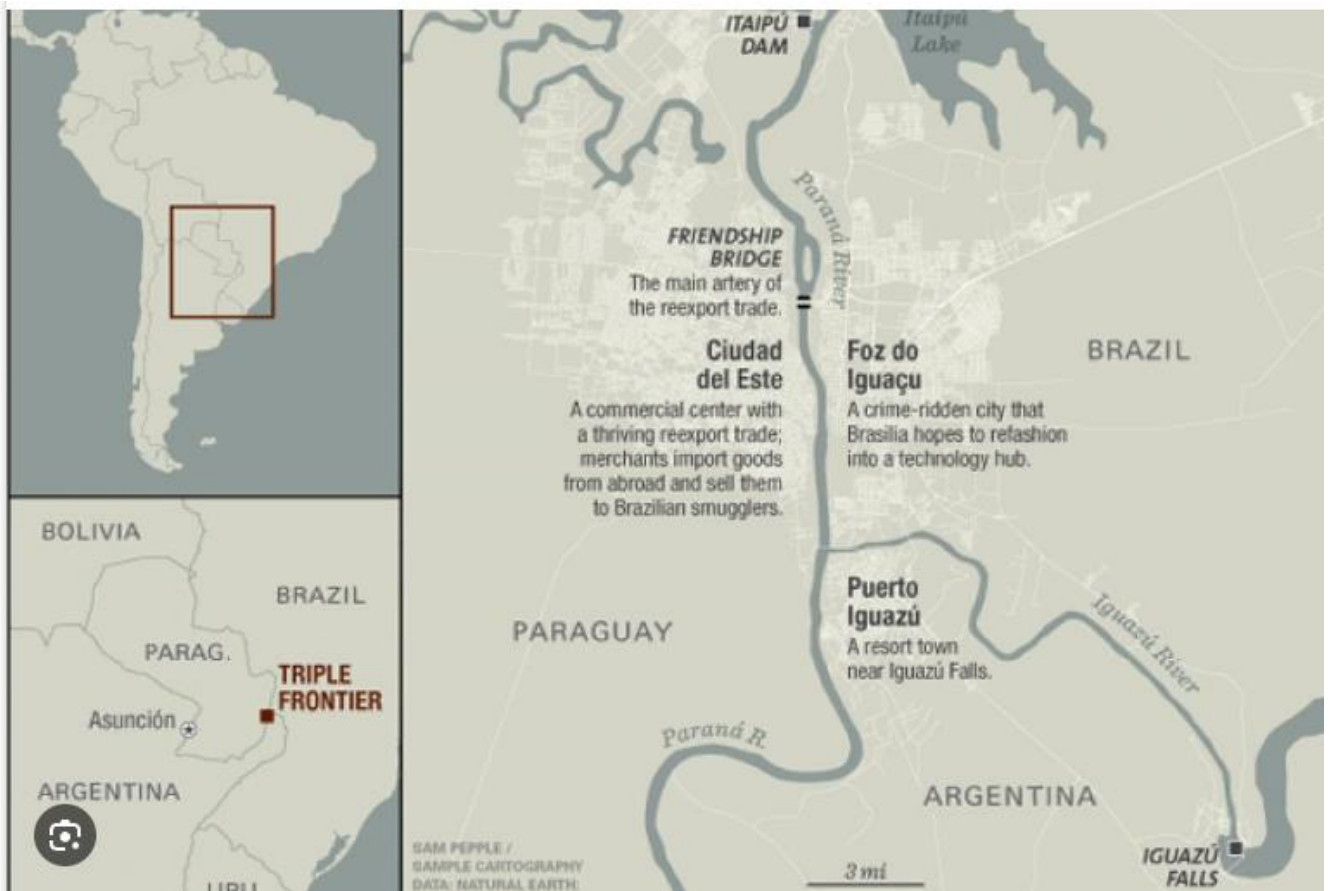 ITAIPÚ
DAM
Itaipú
Lake
Paraná River
FRIENDSHIP
BRIDGE
The main artery of
the reexport trade.
Ciudad
del Este
A commercial center with
a thriving reexport trade;
merchants import goods
from abroad and sell them
to Brazilian smugglers.
Foz do
Iguaçu
A crime-ridden city that
Brasilia hopes to refashion
into a technology hub.
BRAZIL
BOLIVIA
BRAZIL
PARAG.
TRIPLE
FRONTIER
Asunción
ARGENTINA
URU.
PARAGUAY
Puerto
Iguazú
A resort town
near Iguazú Falls.
Iguazú River
Paraná R.
ARGENTINA
SAM PEPPLE /
SAMPLE CARTOGRAPHY
DATA: NATURAL EARTH;
3 mi
IGUAZÚ
FALLS